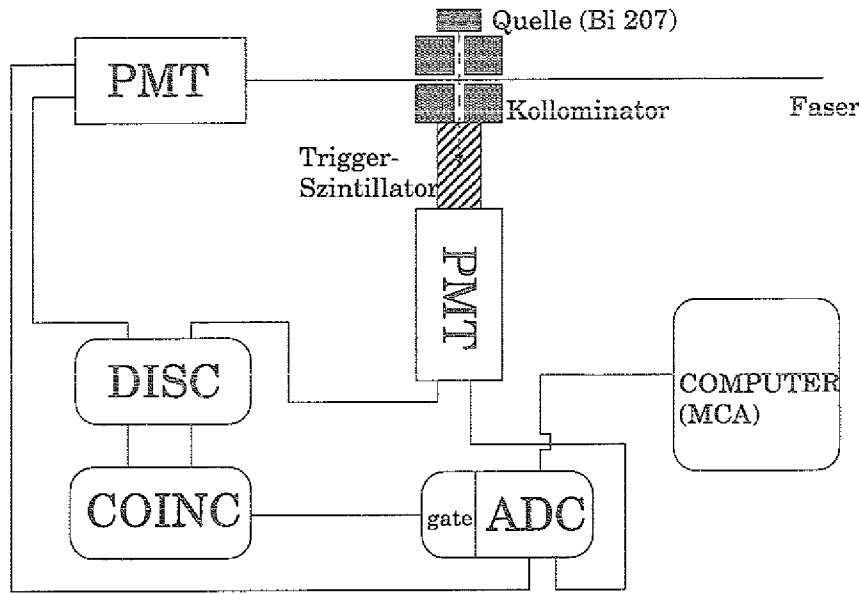 Quelle (Bi 207)
PMT
Kollominator
Faser
Trigger-
Szintillator
PMT
DISC
COMPUTER
(MCA)
COINC
gate
ADC